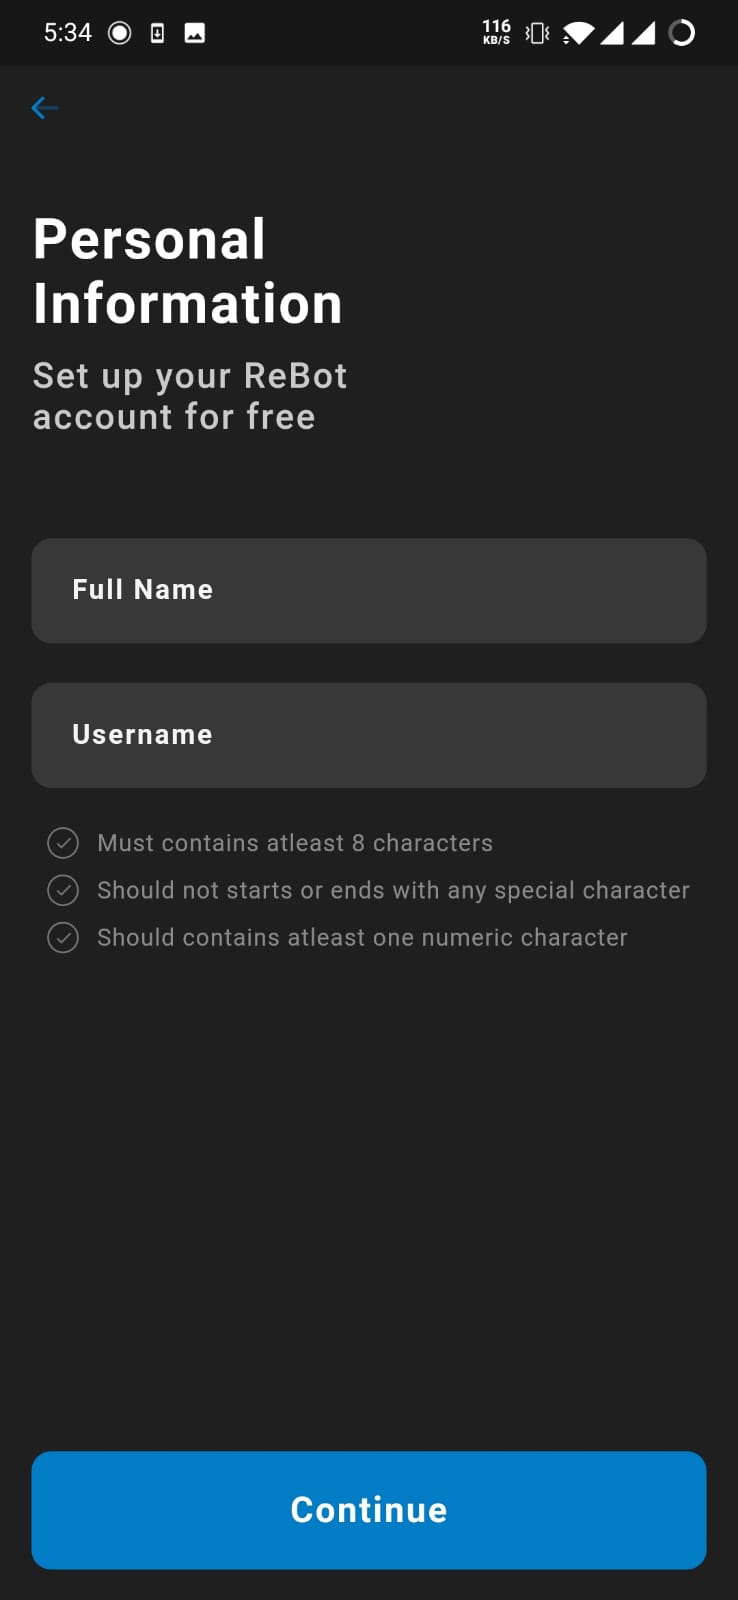 5:34
116
KB/S
Personal
Information
Set up your ReBot
account for free
Full Name
Username
Must contains atleast 8 characters
Should not starts or ends with any special character
Should contains atleast one numeric character
Continue